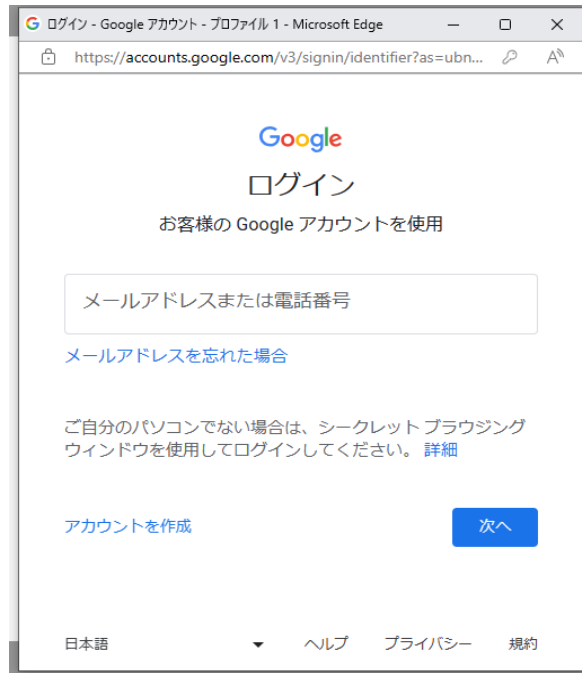 ログイン - Google アカウント - プロファイル 1 - Microsoft Edge
https://accounts.google.com/v3/signin/identifier?as=ubn...
Google
ログイン
お客様の Google アカウントを使用
メールアドレスまたは電話番号
メールアドレスを忘れた場合
ご自分のパソコンでない場合は、シークレット ブラウジング
ウィンドウを使用してログインしてください。 詳細
アカウントを作成 次へ
日本語 ヘルプ プライバシー 規約